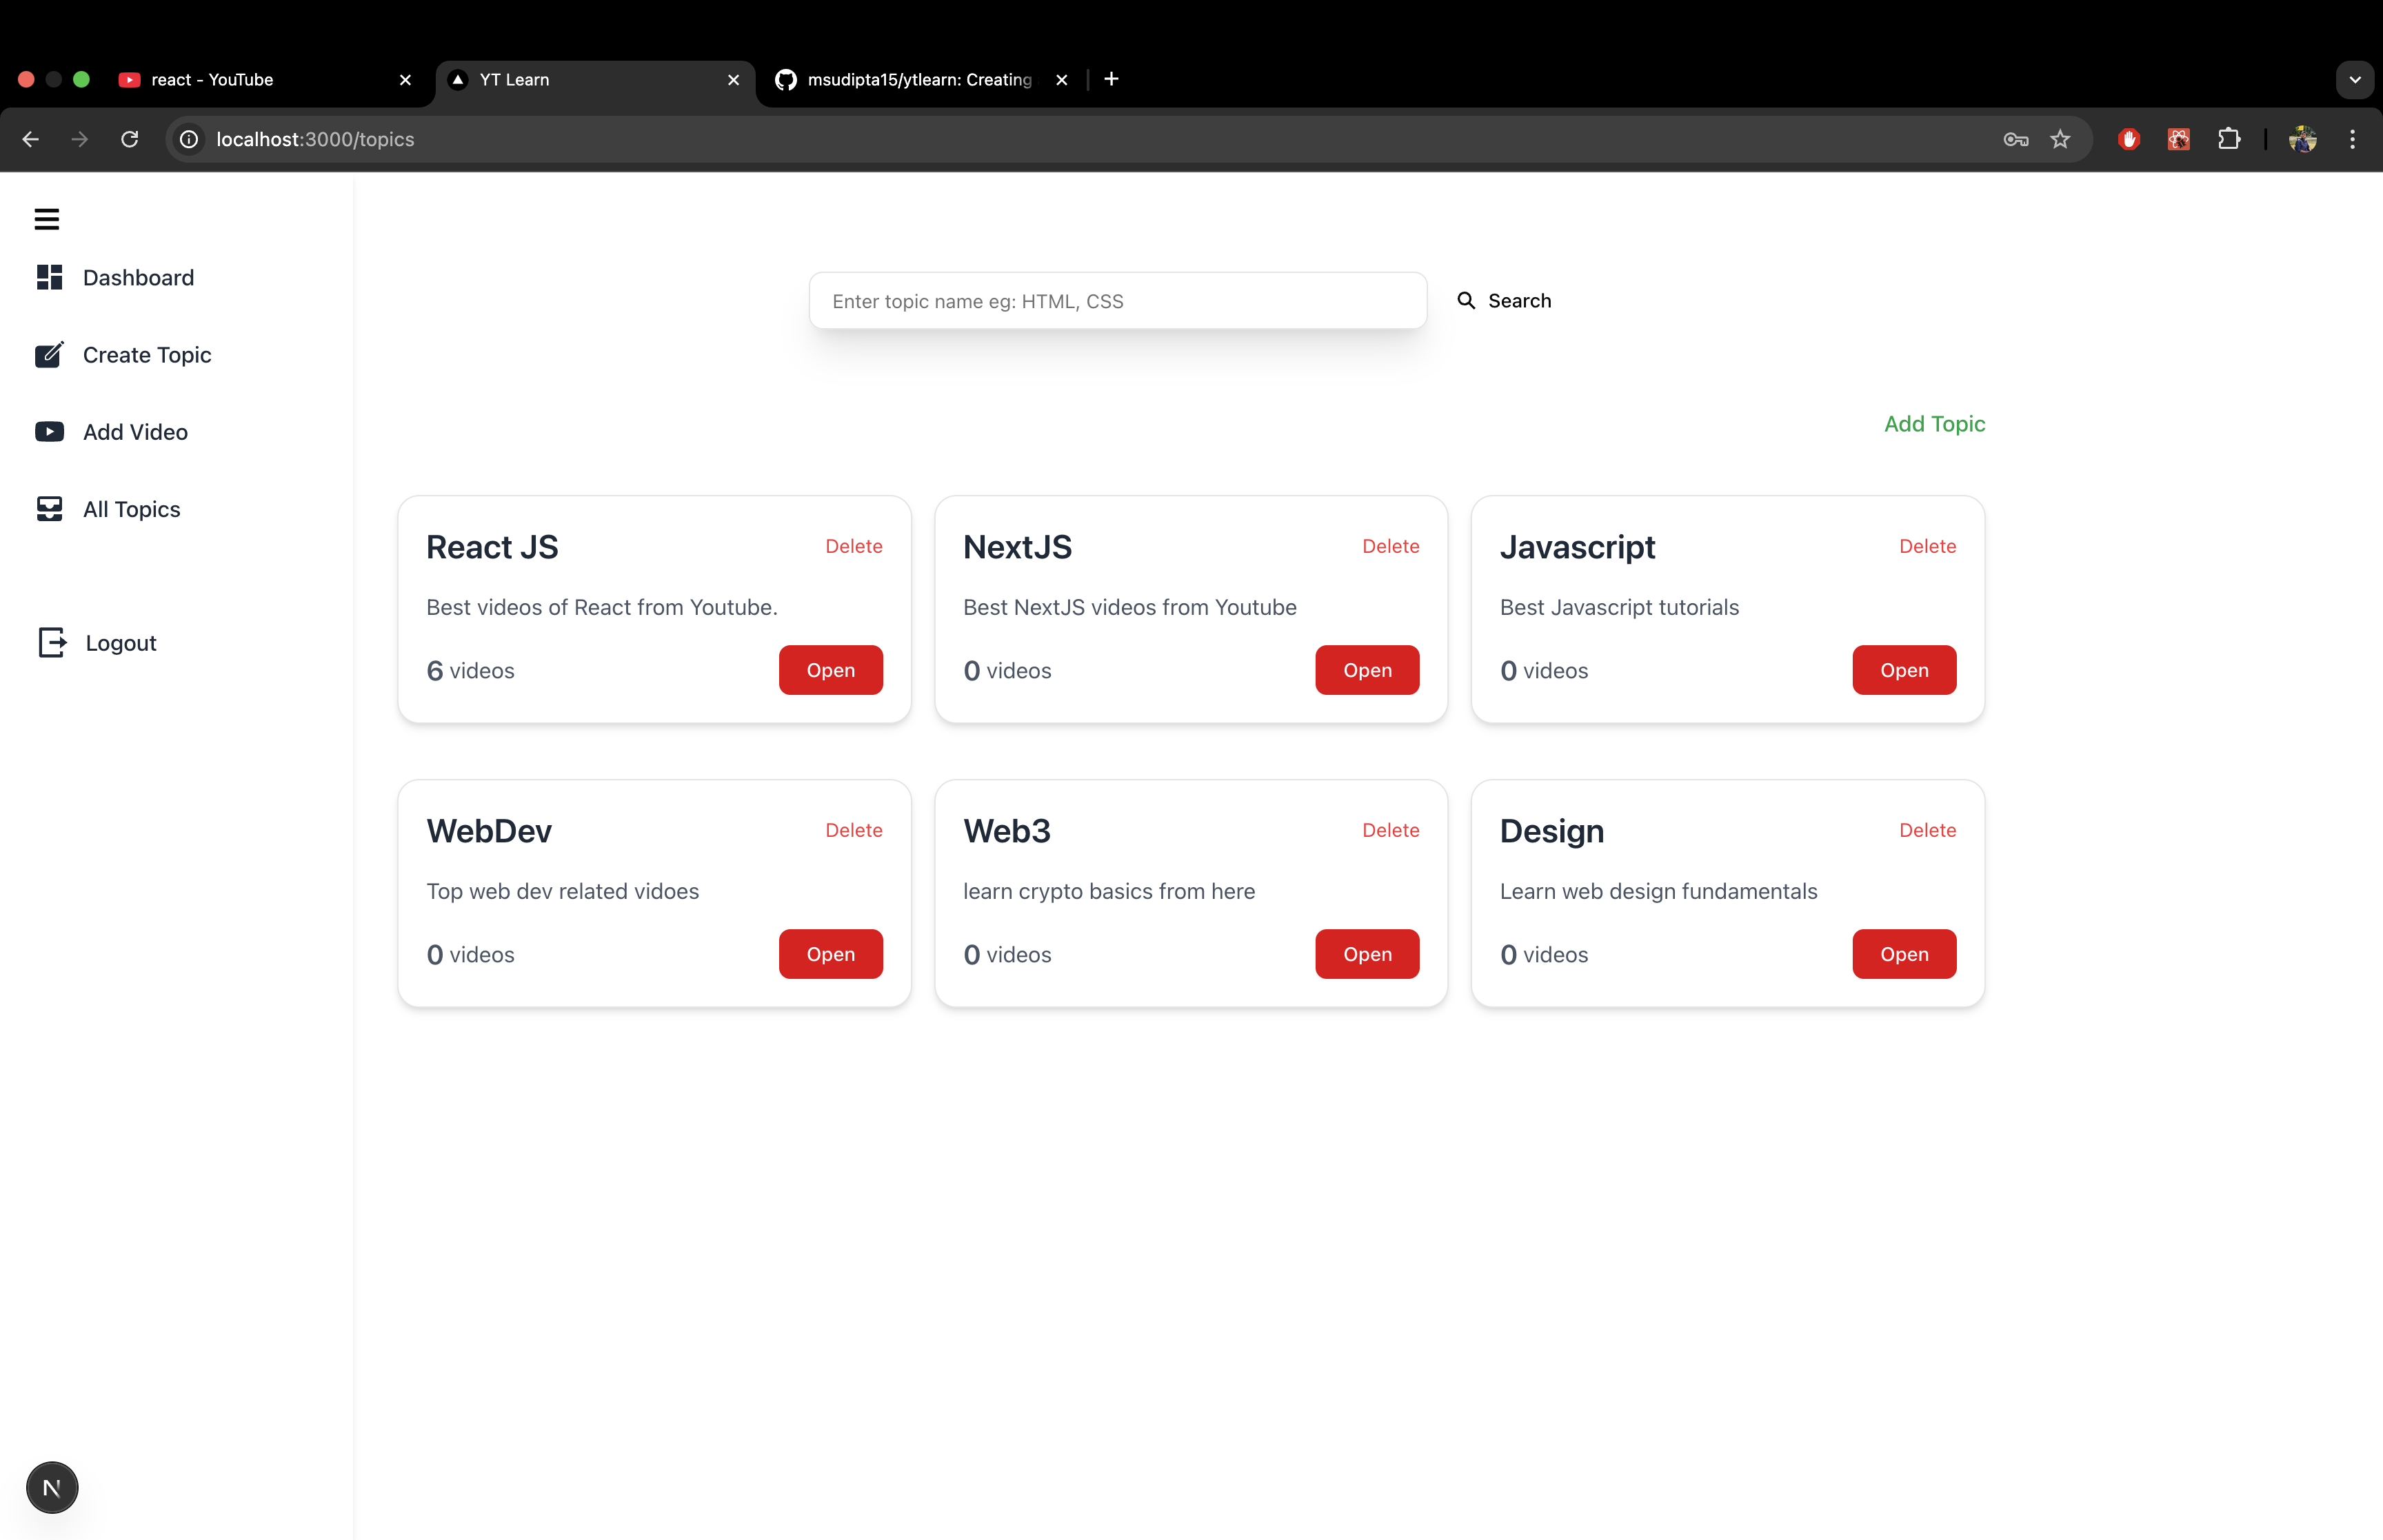 react - YouTube
YT Learn
msudipta15/ytlearn: Creating
localhost:3000/topics
Dashboard
Create Topic
Add Video
All Topics
Logout
Enter topic name eg: HTML, CSS
Search
Add Topic
React JS
Delete
Best videos of React from Youtube.
6 videos
Open
NextJS
Delete
Best NextJS videos from Youtube
0 videos
Open
Javascript
Delete
Best Javascript tutorials
0 videos
Open
WebDev
Delete
Top web dev related vidoes
0 videos
Open
Web3
Delete
learn crypto basics from here
0 videos
Open
Design
Delete
Learn web design fundamentals
0 videos
Open
N